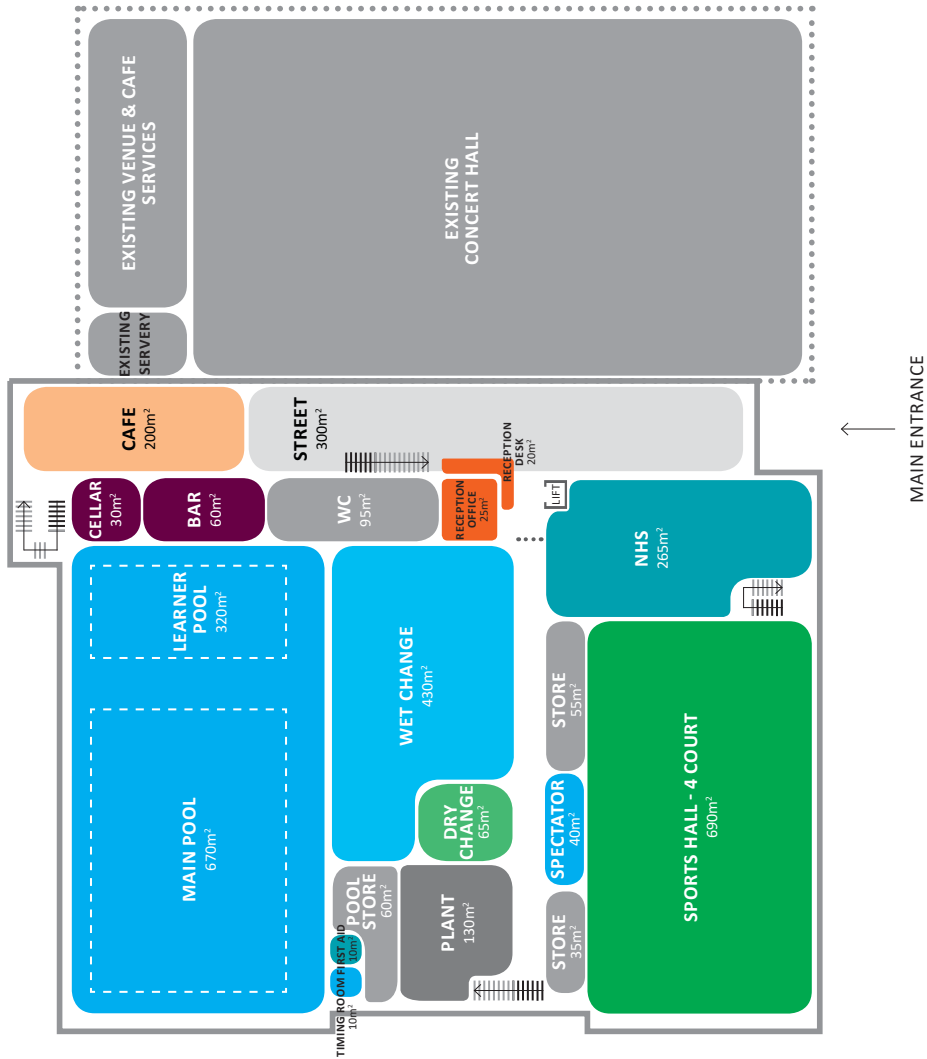 EXISTING VENUE & CAFE
SERVICES
EXISTING
CONCERT HALL
EXISTING
SERVERY
CAFE
200m²
STREET
300m²
RECEPTION
DESK
20m²
CELLAR
30m²
BAR
60m²
WC
95m²
RECEPTION
OFFICE
25m²
LIFT
NHS
265m²
LEARNER
POOL
320m²
MAIN POOL
670m²
WET CHANGE
430m²
DRY
CHANGE
65m²
POOL
STORE
60m²
FIRST AID
10m²
TIMING ROOM
10m²
PLANT
130m²
STORE
55m²
SPECTATOR
40m²
STORE
35m²
SPORTS HALL - 4 COURT
690m²
MAIN ENTRANCE